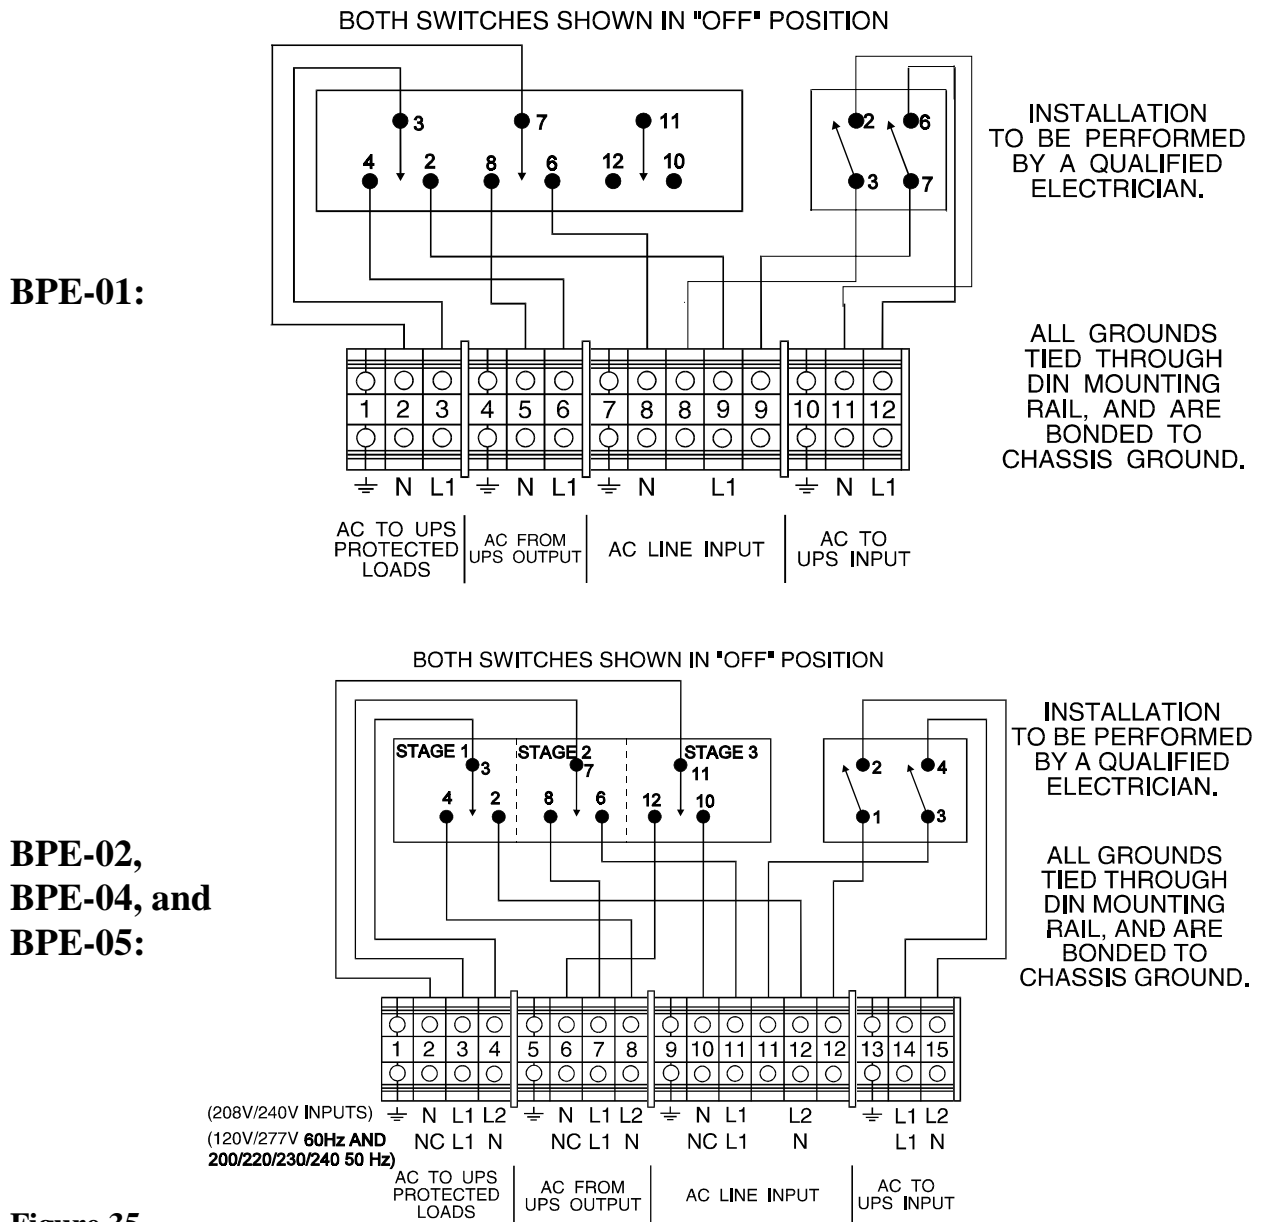 BOTH SWITCHES SHOWN IN "OFF" POSITION
3 7 11
4 2 8 6 12 10
2 6
3 7
INSTALLATION
TO BE PERFORMED
BY A QUALIFIED
ELECTRICIAN.
BPE-01:
ALL GROUNDS
TIED THROUGH
DIN MOUNTING
RAIL, AND ARE
BONDED TO
CHASSIS GROUND.
1 2 3 4 5 6 7 8 8 9 9 10 11 12
N L1 N L1 N L1 N L1
AC TO UPS
PROTECTED
LOADS
AC FROM
UPS OUTPUT
AC LINE INPUT
AC TO
UPS INPUT
BOTH SWITCHES SHOWN IN "OFF" POSITION
STAGE 1 STAGE 2 STAGE 3
3 7 11
4 2 8 6 12 10
2 4
1 3
INSTALLATION
TO BE PERFORMED
BY A QUALIFIED
ELECTRICIAN.
BPE-02,
BPE-04, and
BPE-05:
ALL GROUNDS
TIED THROUGH
DIN MOUNTING
RAIL, AND ARE
BONDED TO
CHASSIS GROUND.
1 2 3 4 5 6 7 8 9 10 11 11 12 12 13 14 15
(208V/240V INPUTS) N L1 L2 N L1 L2 N L1 L2 L1 L2
(120V/277V 60Hz AND NC L1 N NC L1 N NC L1 N L1 N
200/220/230/240 50 Hz)
AC TO UPS
PROTECTED
LOADS
AC FROM
UPS OUTPUT
AC LINE INPUT
AC TO
UPS INPUT
Figure 35